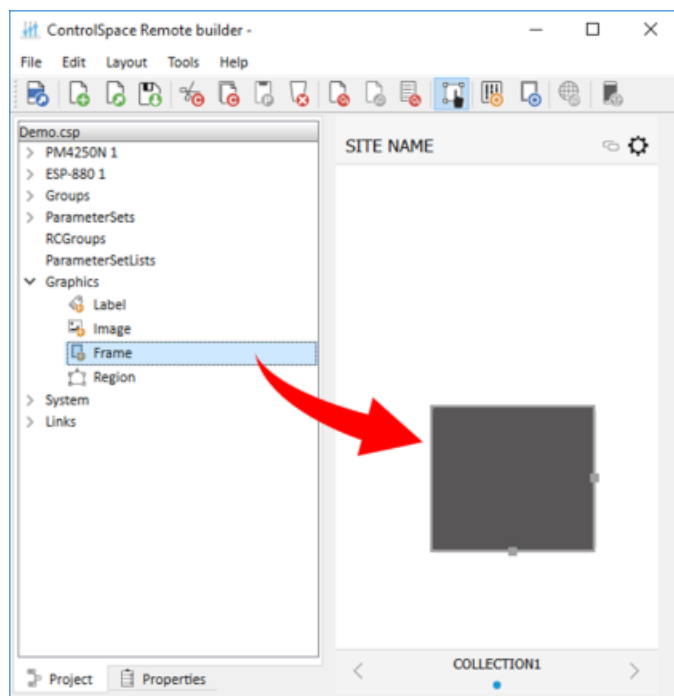 ControlSpace Remote builder -
File Edit Layout Tools Help
Demo.csp
PM4250N 1
ESP-880 1
Groups
ParameterSets
RCGroups
ParameterSetLists
Graphics
Label
Image
Frame
Region
System
Links
Project Properties
SITE NAME
COLLECTION1